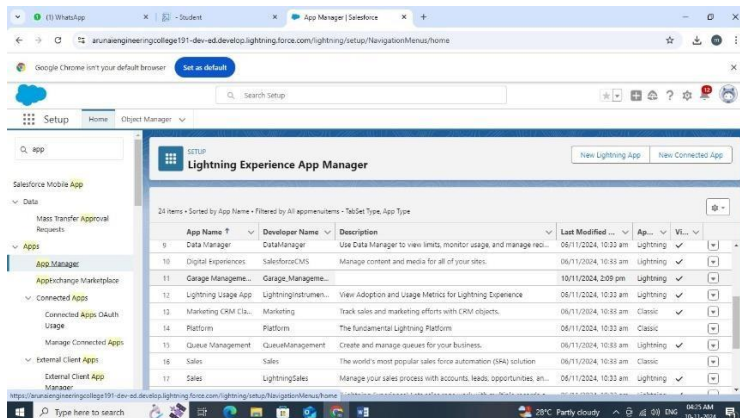 (1) WhatsApp
- Student
App Manager | Salesforce
arunaiengineeringcollege191-dev-ed.develop.lightning.force.com/lightning/setup/NavigationMenus/home
Google Chrome isn't your default browser
Set as default
Search Setup
Setup
Home
Object Manager
app
Salesforce Mobile App
Data
Mass Transfer Approval
Requests
Apps
App Manager
AppExchange Marketplace
Connected Apps
Connected Apps OAuth
Usage
Manage Connected Apps
External Client Apps
External Client App
Manager
SETUP
Lightning Experience App Manager
New Lightning App
New Connected App
24 items • Sorted by App Name • Filtered by All appmenuitems - TabSet Type, App Type
App Name Developer Name Description Last Modified ... Ap... Vi...
9 Data Manager DataManager Use Data Manager to view limits, monitor usage, and manage reci... 06/11/2024, 10:33 am Lightning
10 Digital Experiences SalesforceCMS Manage content and media for all of your sites. 06/11/2024, 10:33 am Lightning
11 Garage Manageme... Garage_Manageme... 10/11/2024, 2:09 pm Lightning
12 Lightning Usage App LightningInstrumen... View Adoption and Usage Metrics for Lightning Experience 06/11/2024, 10:33 am Lightning
13 Marketing CRM Cla... Marketing Track sales and marketing efforts with CRM objects. 06/11/2024, 10:33 am Classic
14 Platform Platform The fundamental Lightning Platform 06/11/2024, 10:33 am Classic
15 Queue Management QueueManagement Create and manage queues for your business. 06/11/2024, 10:33 am Lightning
16 Sales Sales The world's most popular sales force automation (SFA) solution 06/11/2024, 10:33 am Classic
17 Sales LightningSales Manage your sales process with accounts, leads, opportunities, an... 06/11/2024, 10:33 am Lightning
https://arunaiengineeringcollege191-dev-ed.develop.lightning.force.com/lightning/setup/NavigationMenus/home
Type here to search
28°C Partly cloudy
ENG
04:25 AM
10-11-2024